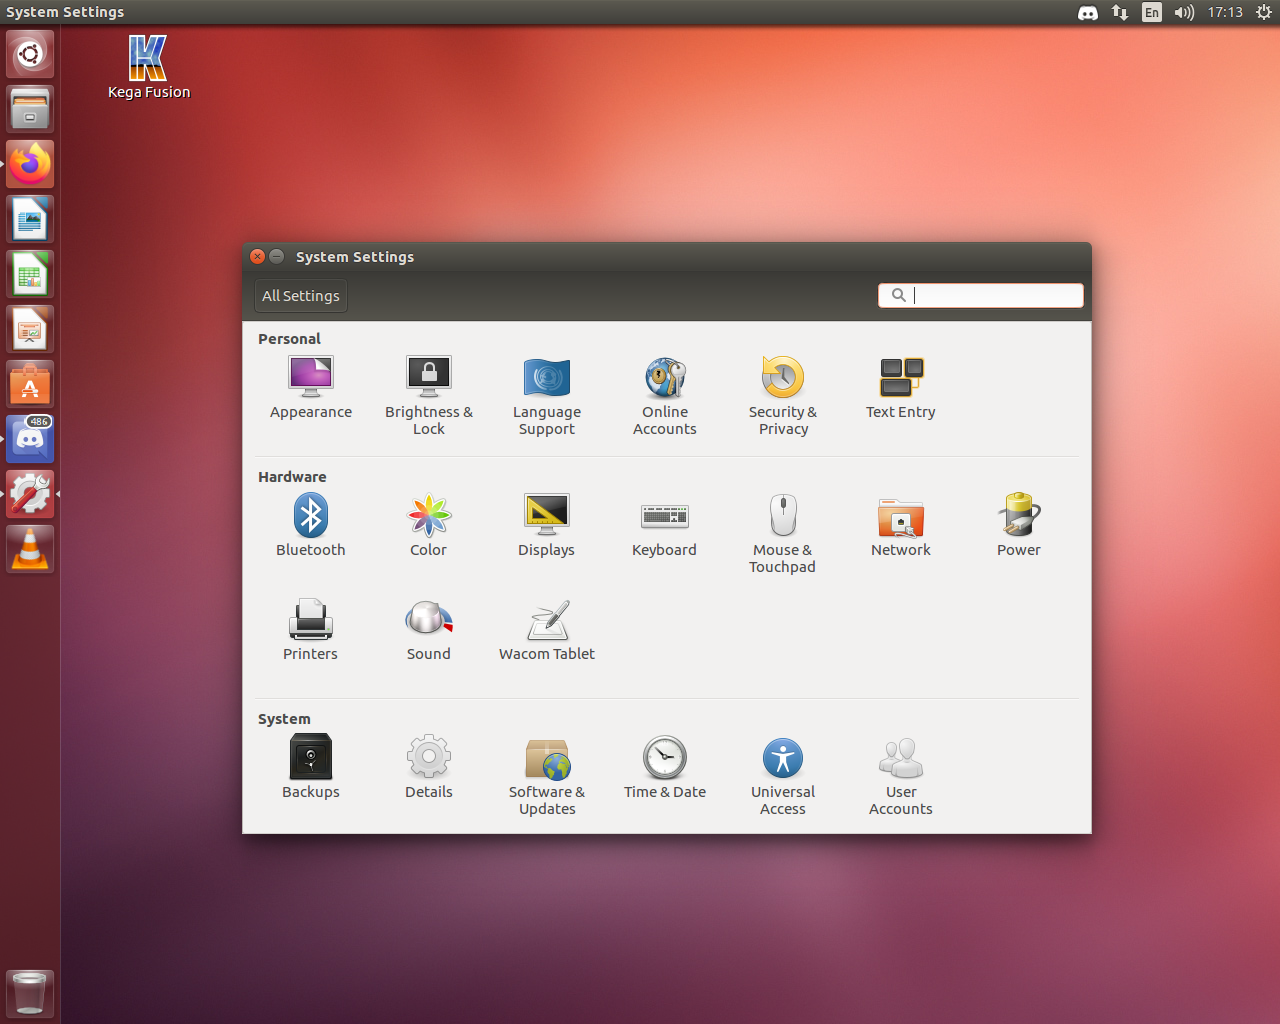 System Settings
En
17:13
Kega Fusion
486
System Settings
All Settings
Personal
Appearance
Brightness &
Lock
Language
Support
Online
Accounts
Security &
Privacy
Text Entry
Hardware
Bluetooth
Color
Displays
Keyboard
Mouse &
Touchpad
Network
Power
Printers
Sound
Wacom Tablet
System
Backups
Details
Software &
Updates
Time & Date
Universal
Access
User
Accounts